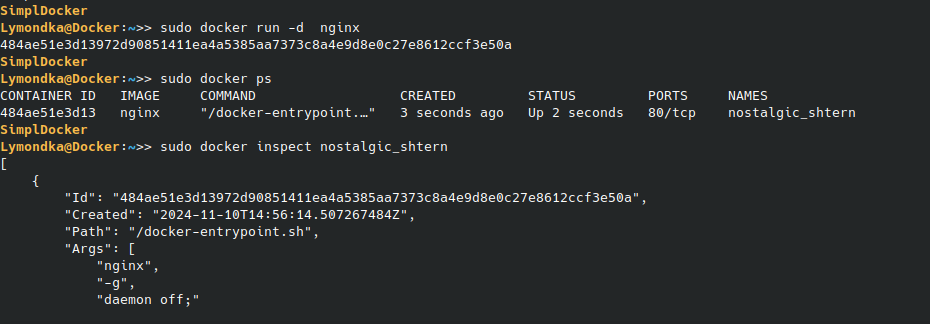 SimplDocker
Lymondka@Docker:~>> sudo docker run -d  nginx
484ae51e3d13972d90851411ea4a5385aa7373c8a4e9d8e0c27e8612ccf3e50a
SimplDocker
Lymondka@Docker:~>> sudo docker ps
CONTAINER ID   IMAGE     COMMAND                  CREATED         STATUS         PORTS     NAMES
484ae51e3d13   nginx     "/docker-entrypoint.…"   3 seconds ago   Up 2 seconds   80/tcp    nostalgic_shtern
SimplDocker
Lymondka@Docker:~>> sudo docker inspect nostalgic_shtern
[
    {
        "Id": "484ae51e3d13972d90851411ea4a5385aa7373c8a4e9d8e0c27e8612ccf3e50a",
        "Created": "2024-11-10T14:56:14.507267484Z",
        "Path": "/docker-entrypoint.sh",
        "Args": [
            "nginx",
            "-g",
            "daemon off;"